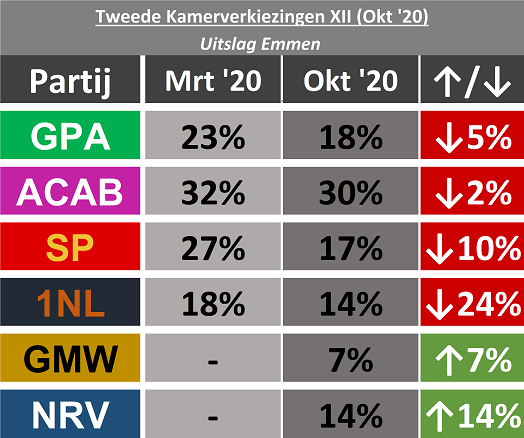 Tweede Kamerverkiezingen XII (Okt '20)
Uitslag Emmen
Partij Mrt '20 Okt '20 ↑/↓
GPA 23% 18% ↓5%
ACAB 32% 30% ↓2%
SP 27% 17% ↓10%
1NL 18% 14% ↓24%
GMW - 7% ↑7%
NRV - 14% ↑14%